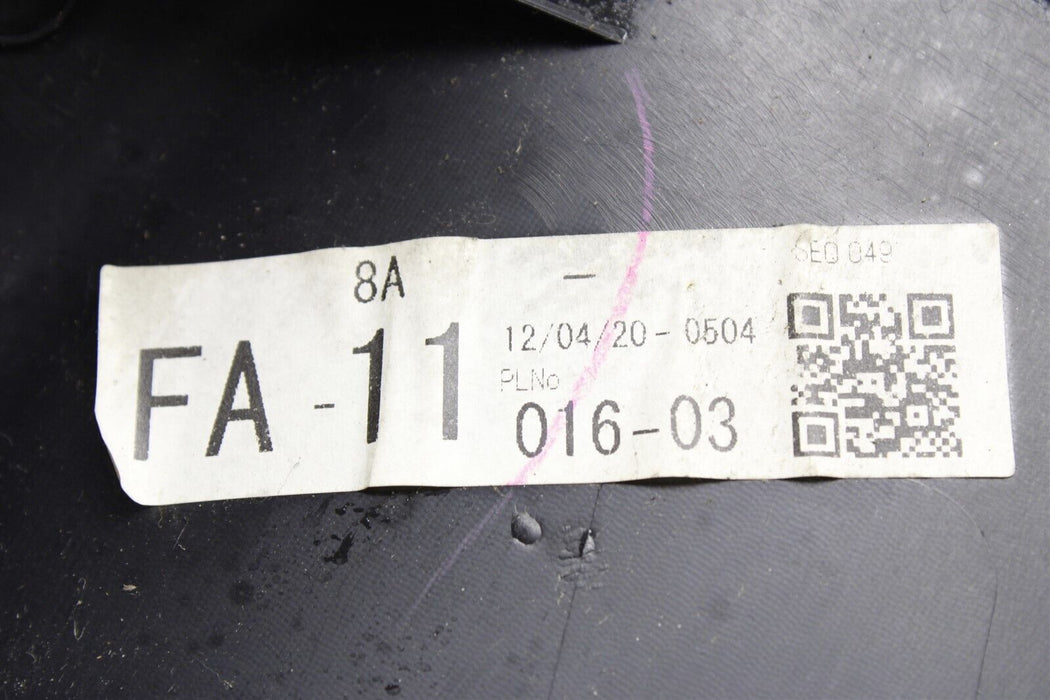 8A
FA-11
-
12/04/20-0504
PLNo
016-03
SEQ 049